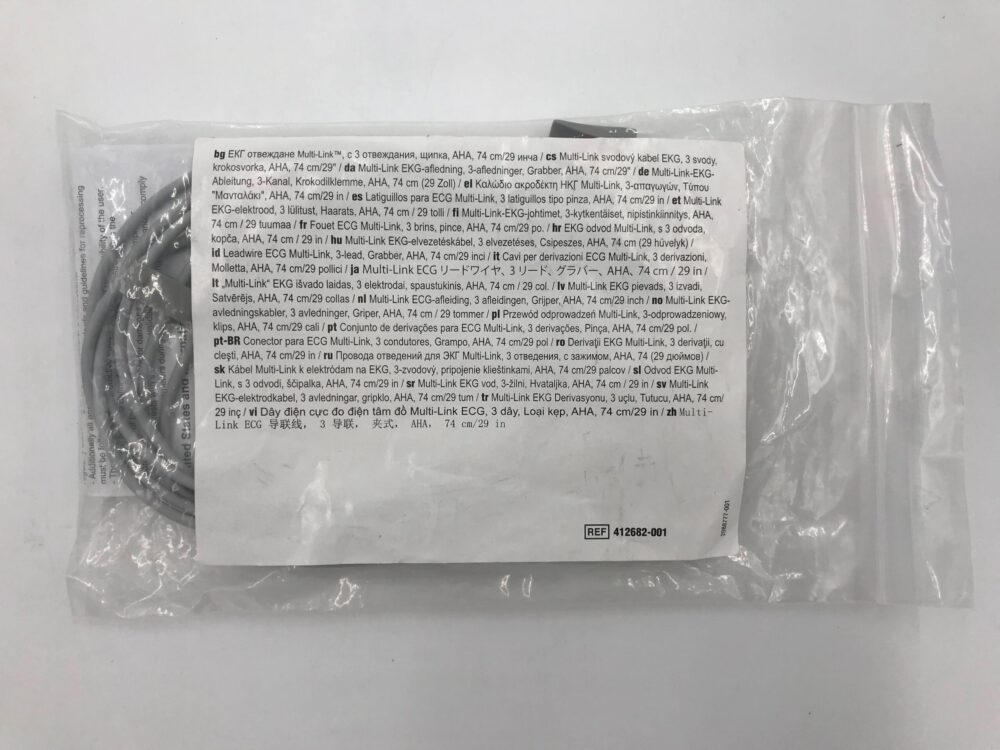 bg ЕКГ отвеждане Multi-Link™, с 3 отвеждания, щипка, AHA, 74 cm/29 инча / cs Multi-Link svodový kabel EKG, 3 svody,
krokosvorka, AHA, 74 cm/29" / da Multi-Link EKG-afledning, 3-afledninger, Grabber, AHA, 74 cm/29" / de Multi-Link-EKG-
Ableitung, 3-Kanal, Krokodilklemme, AHA, 74 cm (29 Zoll) / el Καλώδιο ακροδέκτη ΗΚΓ Multi-Link, 3-απαγωγών, Τύπου
"Μανταλάκι", AHA, 74 cm/29 in / es Latiguillos para ECG Multi-Link, 3 latiguillos tipo pinza, AHA, 74 cm/29 in / et Multi-Link
EKG-elektrood, 3 lülitust, Haarats, AHA, 74 cm / 29 tolli / fi Multi-Link-EKG-johtimet, 3-kytkentäiset, nipistinkiinnitys, AHA,
74 cm / 29 tuumaa / fr Fouet ECG Multi-Link, 3 brins, pince, AHA, 74 cm/29 po. / hr EKG odvod Multi-Link, s 3 odvoda,
kopča, AHA, 74 cm / 29 in / hu Multi-Link EKG-elvezetéskábel, 3 elvezetéses, Csipeszes, AHA, 74 cm (29 hüvelyk) /
id Leadwire ECG Multi-Link, 3-lead, Grabber, AHA, 74 cm/29 inci / it Cavi per derivazioni ECG Multi-Link, 3 derivazioni,
Molletta, AHA, 74 cm/29 pollici / ja Multi-Link ECG リードワイヤ、3 リード、グラバー、AHA、74 cm / 29 in /
lt „Multi-Link“ EKG išvado laidas, 3 elektrodai, spaustukinis, AHA, 74 cm / 29 col. / lv Multi-Link EKG pievads, 3 izvadi,
Satvērējs, AHA, 74 cm/29 collas / nl Multi-Link ECG-afleiding, 3 afleidingen, Grijper, AHA, 74 cm/29 inch / no Multi-Link EKG-
avledningskabler, 3 avledninger, Griper, AHA, 74 cm / 29 tommer / pl Przewód odprowadzeń Multi-Link, 3-odprowadzeniowy,
klips, AHA, 74 cm/29 cali / pt Conjunto de derivações para ECG Multi-Link, 3 derivações, Pinça, AHA, 74 cm/29 pol. /
pt-BR Conector para ECG Multi-Link, 3 condutores, Grampo, AHA, 74 cm/29 pol / ro Derivaţii EKG Multi-Link, 3 derivaţii, cu
cleşti, AHA, 74 cm/29 in / ru Провода отведений для ЭКГ Multi-Link, 3 отведения, с зажимом, AHA, 74 (29 дюймов) /
sk Kábel Multi-Link k elektródam na EKG, 3-zvodový, pripojenie klieštinkami, AHA, 74 cm/29 palcov / sl Odvod EKG Multi-
Link, s 3 odvodi, ščipalka, AHA, 74 cm/29 in / sr Multi-Link EKG vod, 3-žilni, Hvataljka, AHA, 74 cm / 29 in / sv Multi-Link
EKG-elektrodkabel, 3 avledningar, gripklo, AHA, 74 cm/29 tum / tr Multi-Link EKG Derivasyonu, 3 uçlu, Tutucu, AHA, 74 cm/
29 inç / vi Dây điện cực đo điện tâm đồ Multi-Link ECG, 3 dây, Loại kẹp, AHA, 74 cm/29 in / zh Multi-
Link ECG 导联线, 3 导联, 夹式, AHA, 74 cm/29 in
REF 412682-001
- Additionally all
must be
and guidelines for reprocessing
of the user
the
comply
States and